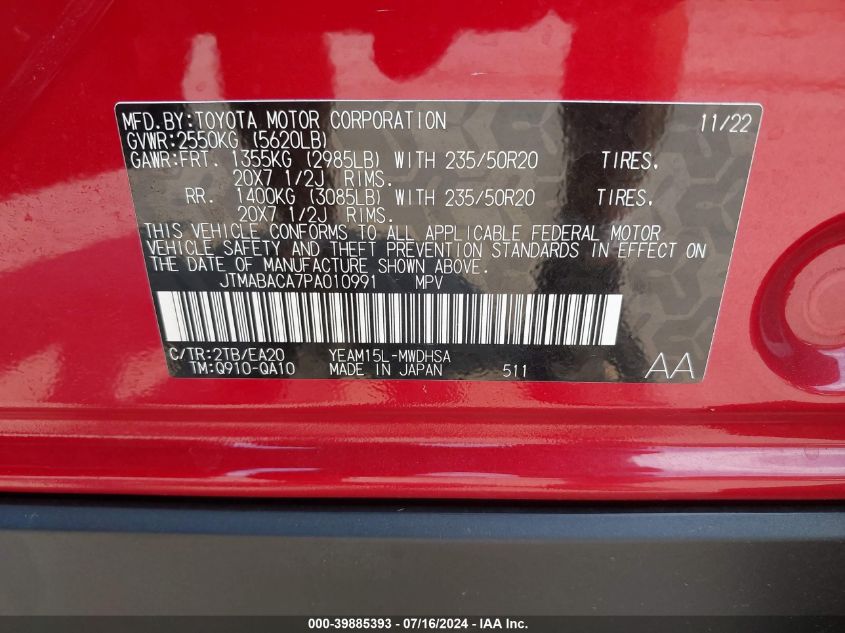 MFD.BY:TOYOTA MOTOR CORPORATION 11/22
GVWR:2550KG (5620LB)
GAWR:FRT. 1355KG (2985LB) WITH 235/50R20 TIRES.
20X7 1/2J RIMS.
RR. 1400KG (3085LB) WITH 235/50R20 TIRES.
20X7 1/2J RIMS.
THIS VEHICLE CONFORMS TO ALL APPLICABLE FEDERAL MOTOR
VEHICLE SAFETY AND THEFT PREVENTION STANDARDS IN EFFECT ON
THE DATE OF MANUFACTURE SHOWN ABOVE.
JTMABACA7PA010991 MPV
C/TR:2TB/EA20 YEAM15L-MWDHSA
TM:Q910-QA10 MADE IN JAPAN 511 AA
000-39885393 - 07/16/2024 - IAA Inc.